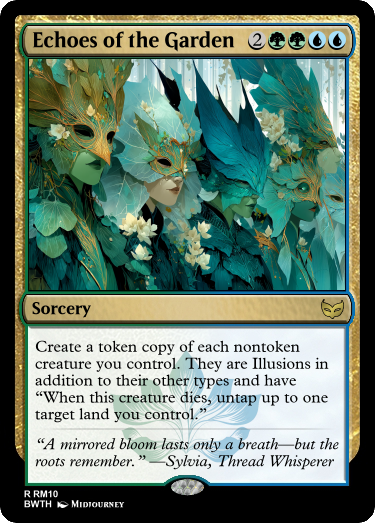 Echoes of the Garden 2
Sorcery
Create a token copy of each nontoken
creature you control. They are Illusions in
addition to their other types and have
“When this creature dies, untap up to one
target land you control.”
“A mirrored bloom lasts only a breath—but the
roots remember.” —Sylvia, Thread Whisperer
R RM10
BWTH Midjourney